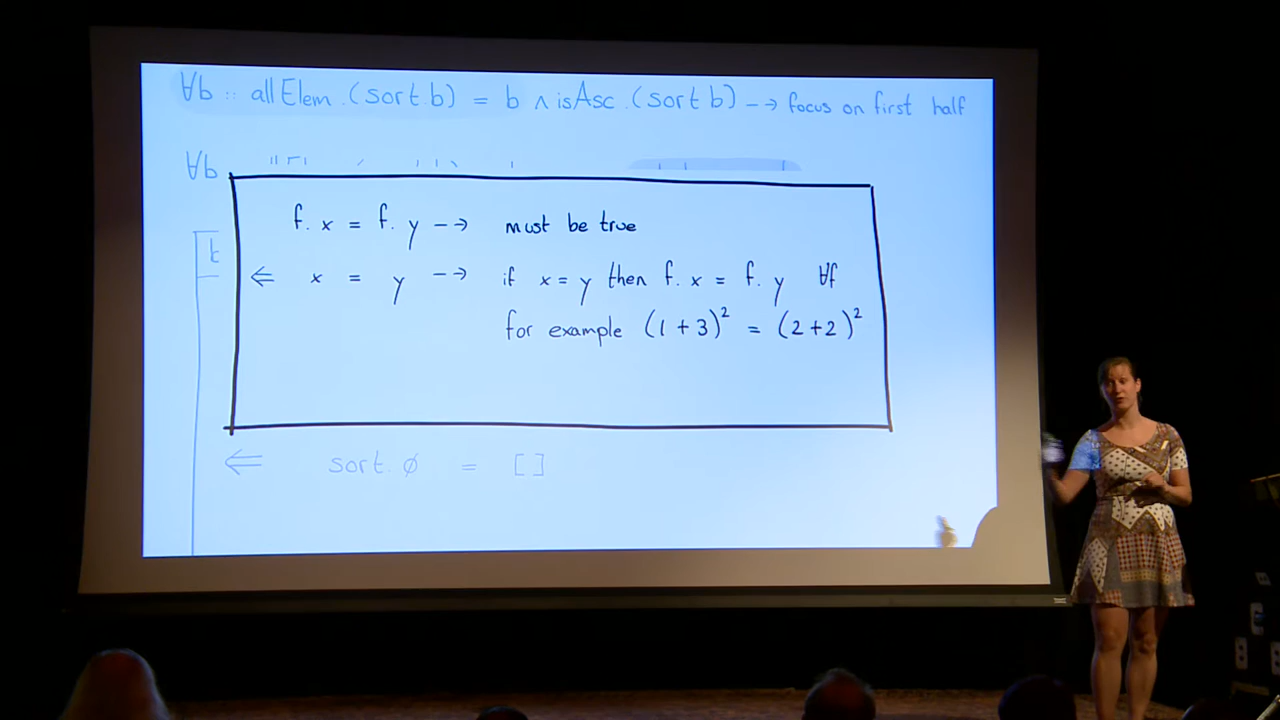 ∀b :: allElem.(sort.b) = b ∧ isAsc.(sort b) --→ focus on first half
∀b
f. x = f. y --→ must be true
⇐ x = y --→ if x = y then f. x = f. y ∀f
for example (1 + 3)² = (2 + 2)²
⇐ sort. ø = []